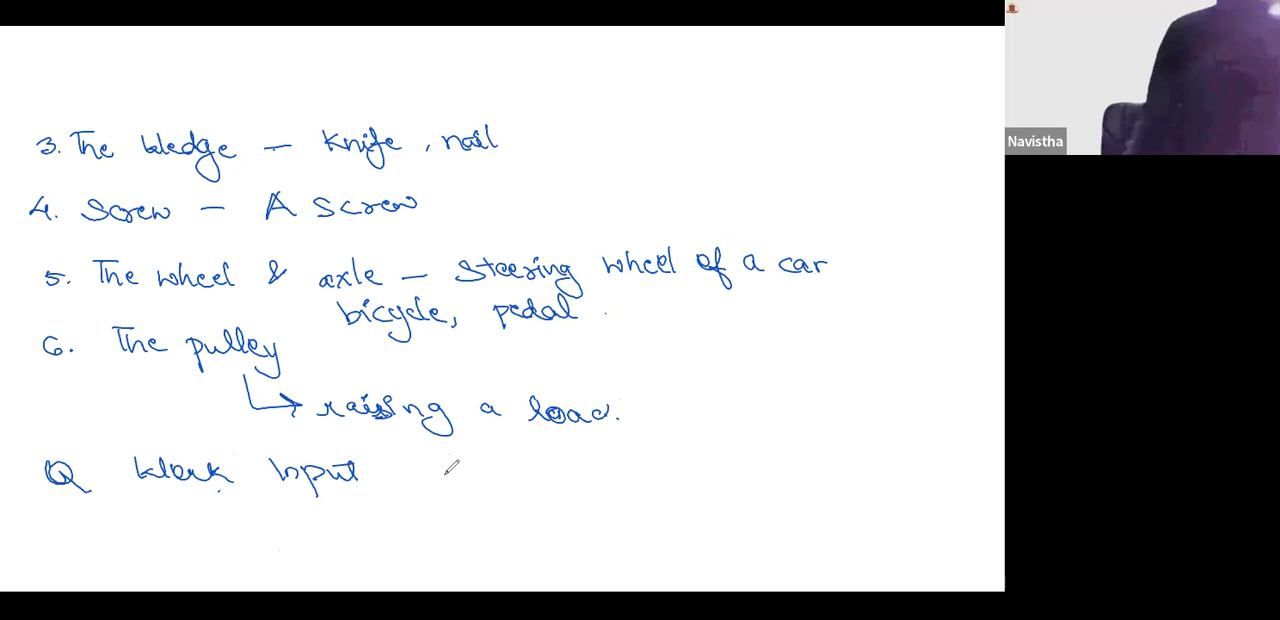 Navistha
3. The Wedge - Knife, nail
4. Screw - A screw
5. The wheel & axle - Steering wheel of a car
bicycle, pedal.
6. The pulley
raising a load.
Q Work Input